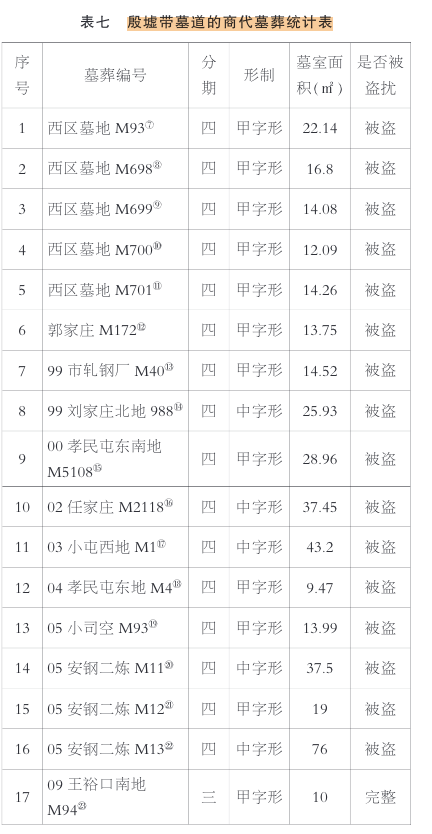 表七 殷墟带墓道的商代墓葬统计表
序号 墓葬编号 分期 形制 墓室面积(㎡) 是否被盗扰
1 西区墓地 M93⑦ 四 甲字形 22.14 被盗
2 西区墓地 M698⑧ 四 甲字形 16.8 被盗
3 西区墓地 M699⑨ 四 甲字形 14.08 被盗
4 西区墓地 M700⑩ 四 甲字形 12.09 被盗
5 西区墓地 M701⑪ 四 甲字形 14.26 被盗
6 郭家庄 M172⑫ 四 甲字形 13.75 被盗
7 99 市轧钢厂 M40⑬ 四 甲字形 14.52 被盗
8 99 刘家庄北地 988⑭ 四 中字形 25.93 被盗
9 00 孝民屯东南地 M5108⑮ 四 甲字形 28.96 被盗
10 02 任家庄 M2118⑯ 四 中字形 37.45 被盗
11 03 小屯西地 M1⑰ 四 中字形 43.2 被盗
12 04 孝民屯东地 M4⑱ 四 甲字形 9.47 被盗
13 05 小司空 M93⑲ 四 甲字形 13.99 被盗
14 05 安钢二炼 M11⑳ 四 中字形 37.5 被盗
15 05 安钢二炼 M12㉑ 四 甲字形 19 被盗
16 05 安钢二炼 M13㉒ 四 中字形 76 被盗
17 09 王裕口南地 M94㉓ 三 甲字形 10 完整